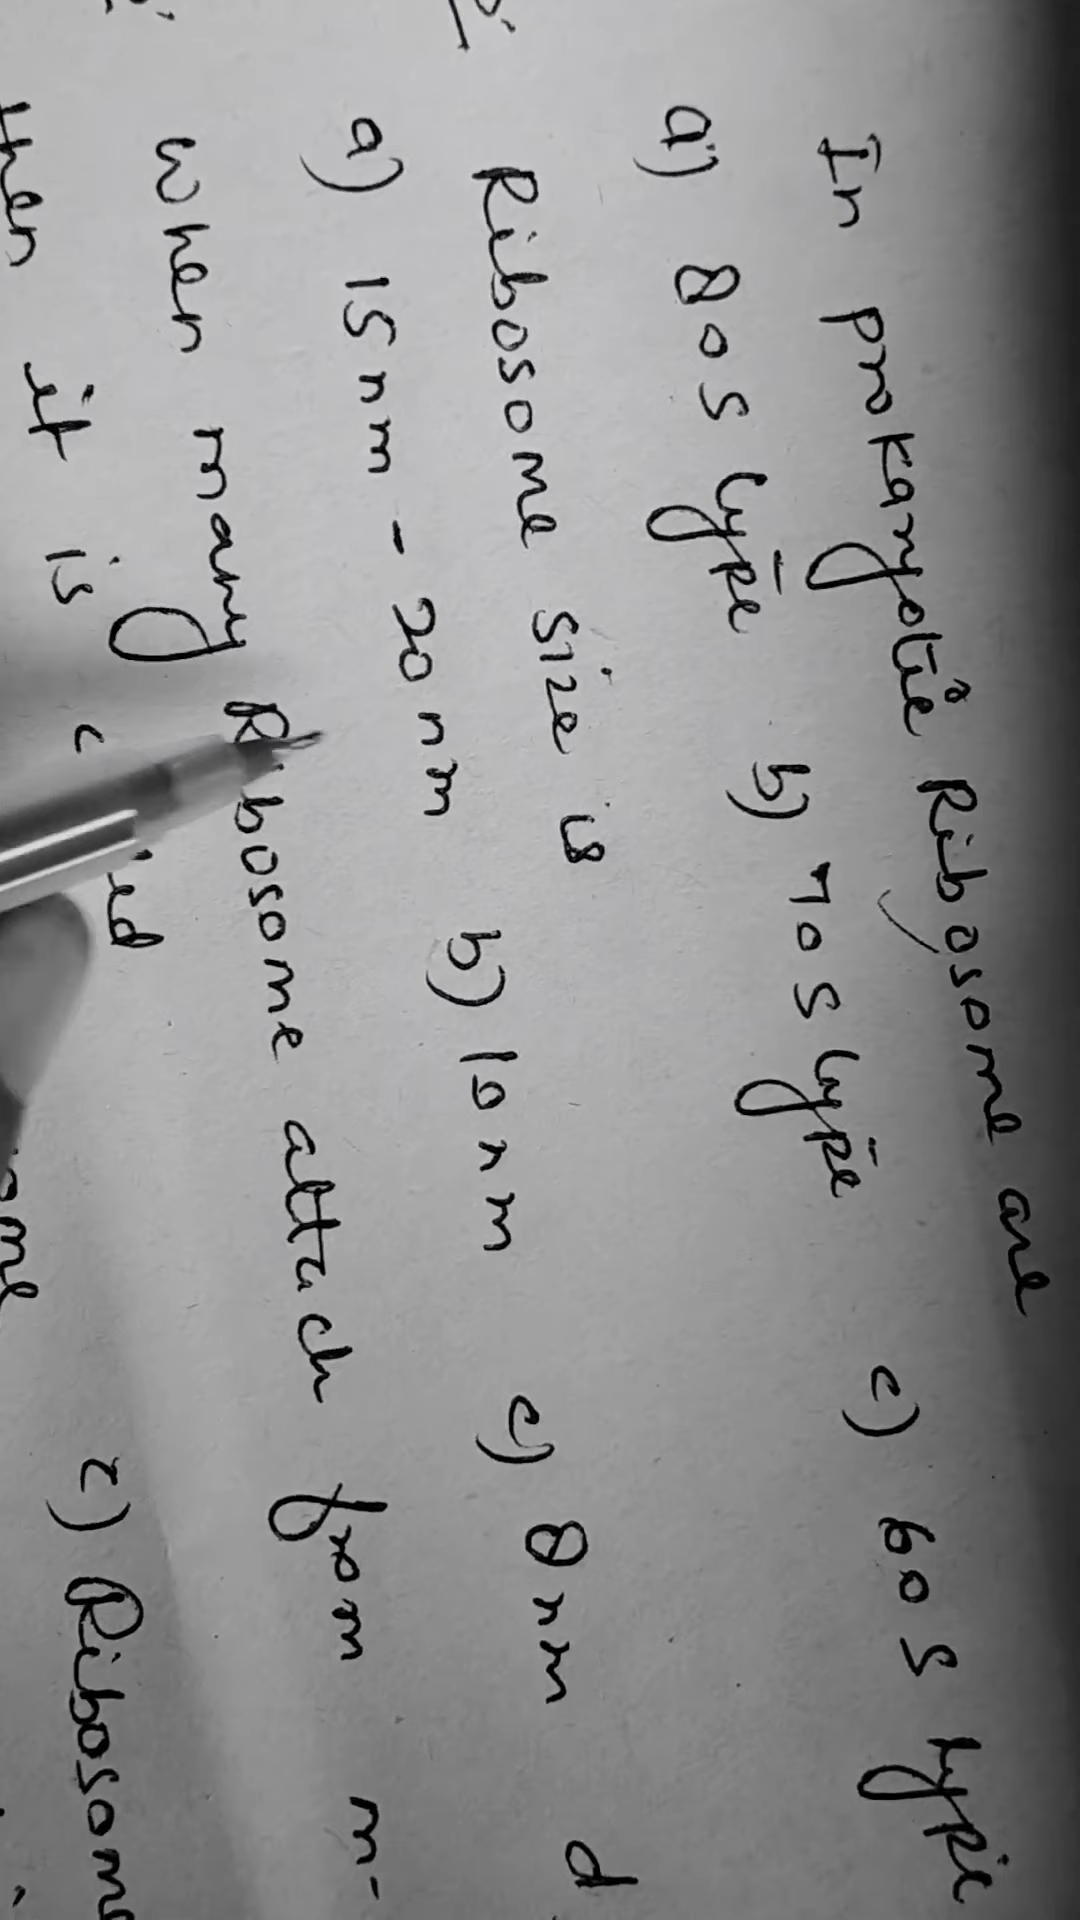 In prokaryotic Ribosome are
a) 80S type b) 70S type c) 60S type
Ribosome size is
a) 15nm - 20nm b) 10nm c) 8nm d
When many Ribosome attach from m-
then it is
c) Ribosome